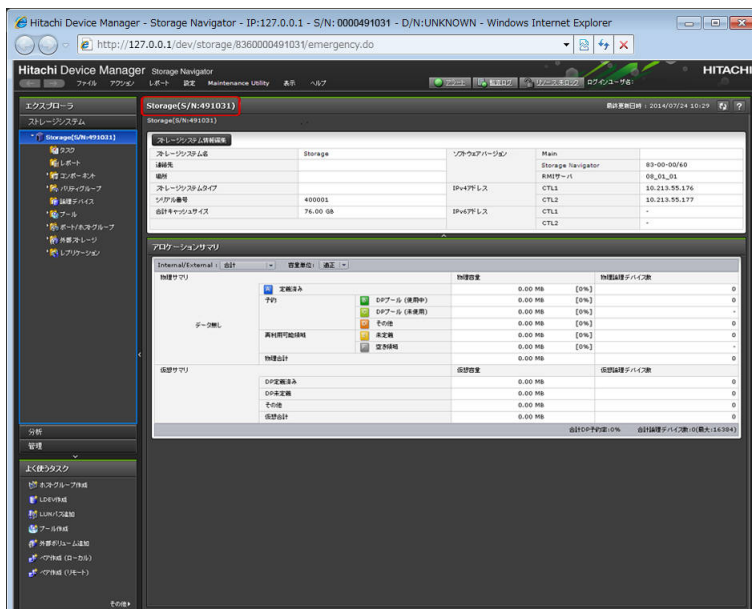 Hitachi Device Manager - Storage Navigator - IP:127.0.0.1 - S/N: 0000491031 - D/N:UNKNOWN - Windows Internet Explorer
http://127.0.0.1/dev/storage/8360000491031/emergency.do
Hitachi Device Manager Storage Navigator
HITACHI
ファイル アクション レポート 設定 Maintenance Utility 表示 ヘルプ
アラート 監査ログ リソースロック ログインユーザ名:
エクスプローラ
ストレージシステム
Storage(S/N:491031)
タスク
レポート
コンポーネント
パリティグループ
論理デバイス
プール
ポート/ホストグループ
外部ストレージ
レプリケーション
分析
管理
よく使うタスク
ホストグループ作成
LDEV作成
LUNパス追加
プール作成
外部ボリューム追加
ペア作成 (ローカル)
ペア作成 (リモート)
その他
Storage(S/N:491031)
最終更新日時 : 2014/07/24 10:29
Storage(S/N:491031)
ストレージシステム情報編集
ストレージシステム名 Storage ソフトウェアバージョン Main
連絡先 Storage Navigator 83-00-00/60
場所 RMIサーバ 08_01_01
ストレージシステムタイプ IPv4アドレス CTL1 10.213.55.176
シリアル番号 400001 CTL2 10.213.55.177
合計キャッシュサイズ 76.00 GB IPv6アドレス CTL1 -
CTL2 -
アロケーションサマリ
Internal/External : 合計 容量単位: 適正
物理サマリ 物理容量 物理論理デバイス数
データ無し
定義済み 0.00 MB [0%] 0
予約 DPプール (使用中) 0.00 MB [0%] 0
DPプール (未使用) 0.00 MB [0%] -
その他 0.00 MB [0%] 0
再利用可能領域 未定義 0.00 MB [0%] 0
空き領域 0.00 MB [0%] -
物理合計 0.00 MB 0
仮想サマリ 仮想容量 仮想論理デバイス数
DP定義済み 0.00 MB 0
DP未定義 0.00 MB 0
その他 0.00 MB 0
仮想合計 0.00 MB 0
合計DP予約率:0% 合計論理デバイス数:0(最大:16384)